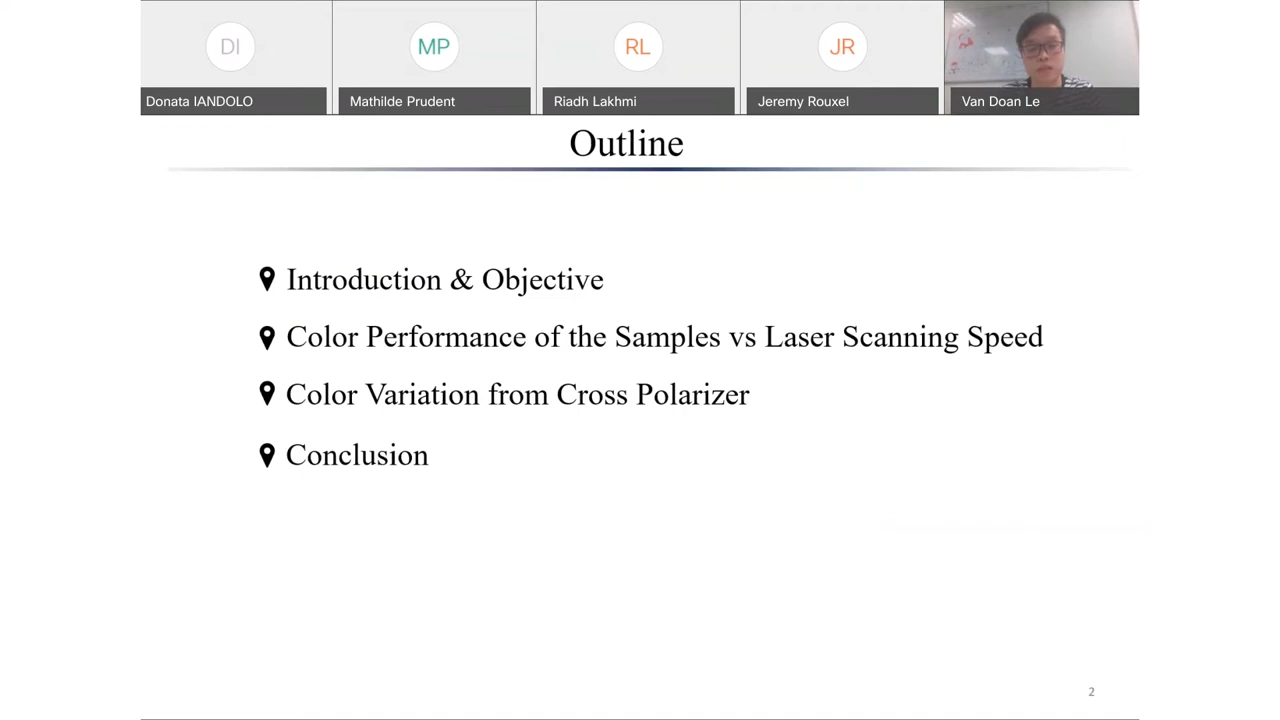 DI
MP
RL
JR
Donata IANDOLO
Mathilde Prudent
Riadh Lakhmi
Jeremy Rouxel
Van Doan Le
Outline
Introduction & Objective
Color Performance of the Samples vs Laser Scanning Speed
Color Variation from Cross Polarizer
Conclusion
2